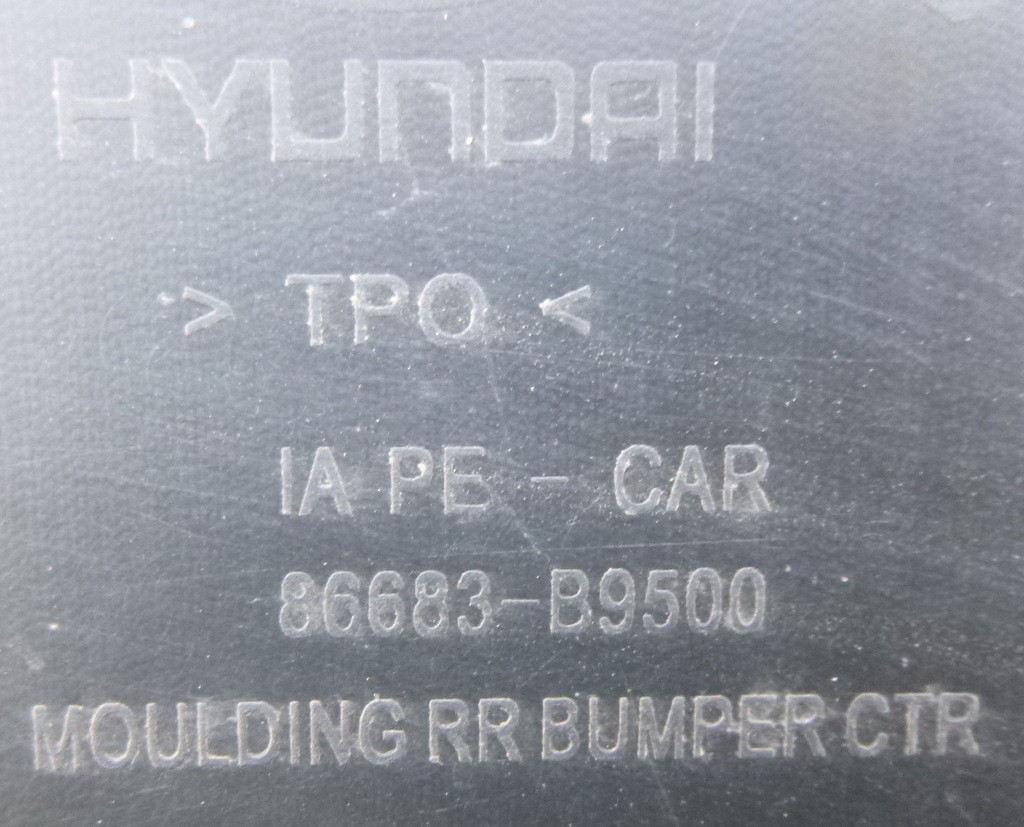 HYUNDAI
> TPO <
IA PE - CAR
86683-B9500
MOULDING RR BUMPER CTR